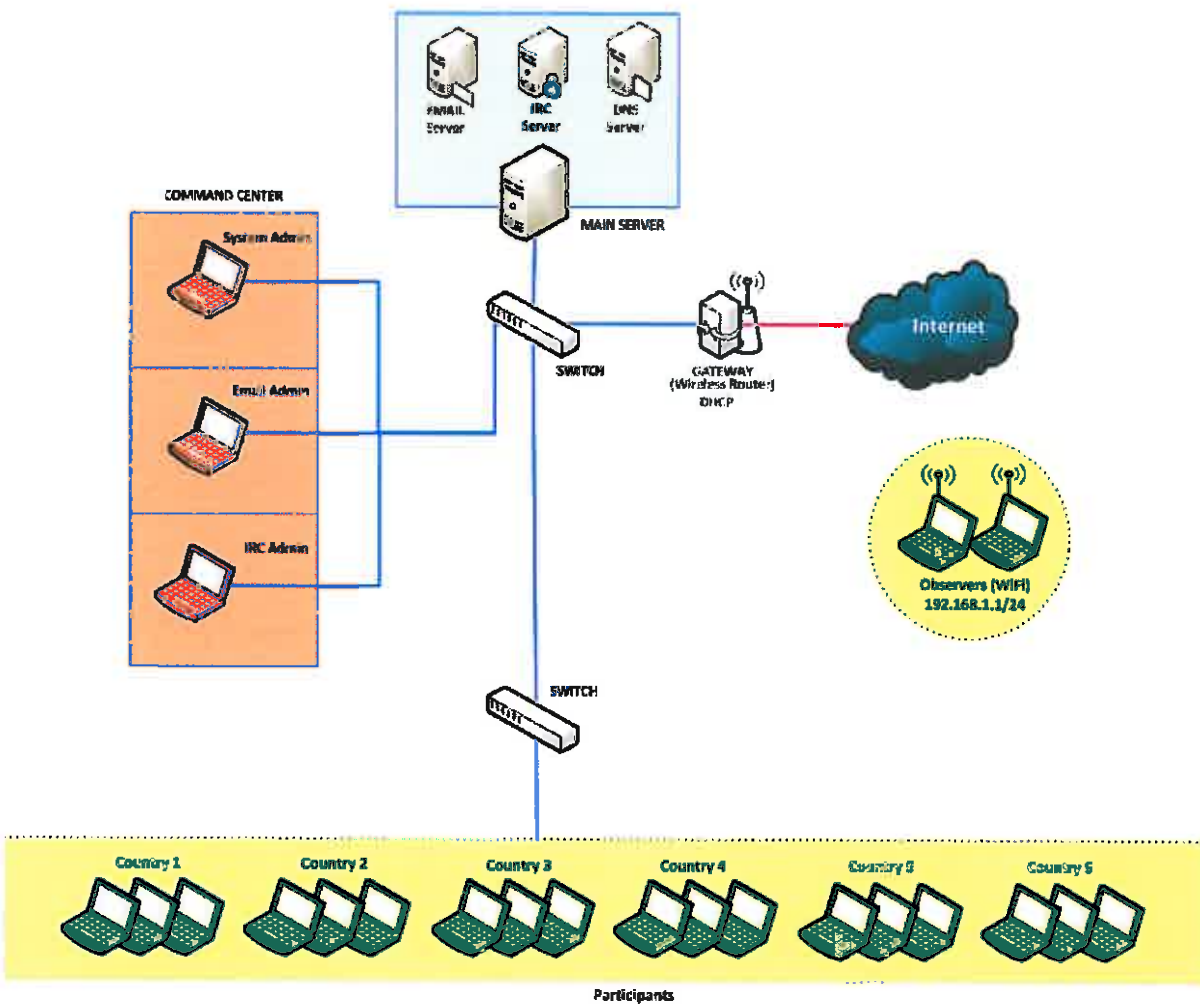 EMAIL
Server
IRC
Server
DNS
Server
MAIN SERVER
COMMAND CENTER
System Admin
Email Admin
IRC Admin
SWITCH
GATEWAY
(Wireless Router)
DHCP
Internet
Observers (WiFi)
192.168.1.1/24
SWITCH
Country 1
Country 2
Country 3
Country 4
Country 5
Country 6
Participants